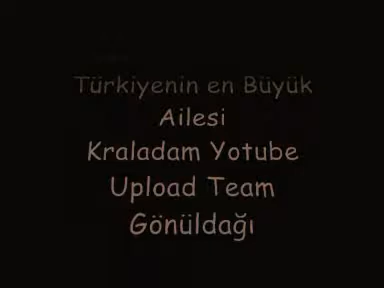 Türkiyenin en Büyük
Ailesi
Kraladam Yotube
Upload Team
Gönüldağı